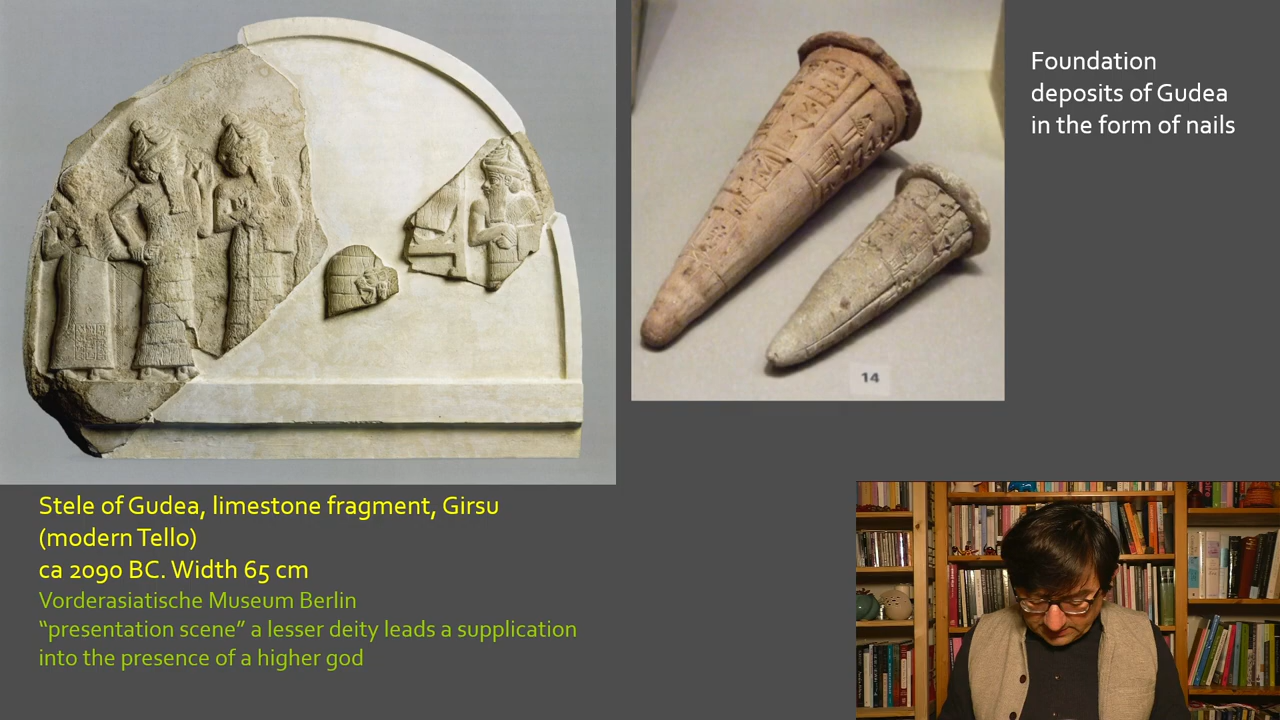 Foundation
deposits of Gudea
in the form of nails
14
Stele of Gudea, limestone fragment, Girsu
(modern Tello)
ca 2090 BC. Width 65 cm
Vorderasiatische Museum Berlin
“presentation scene” a lesser deity leads a supplication
into the presence of a higher god